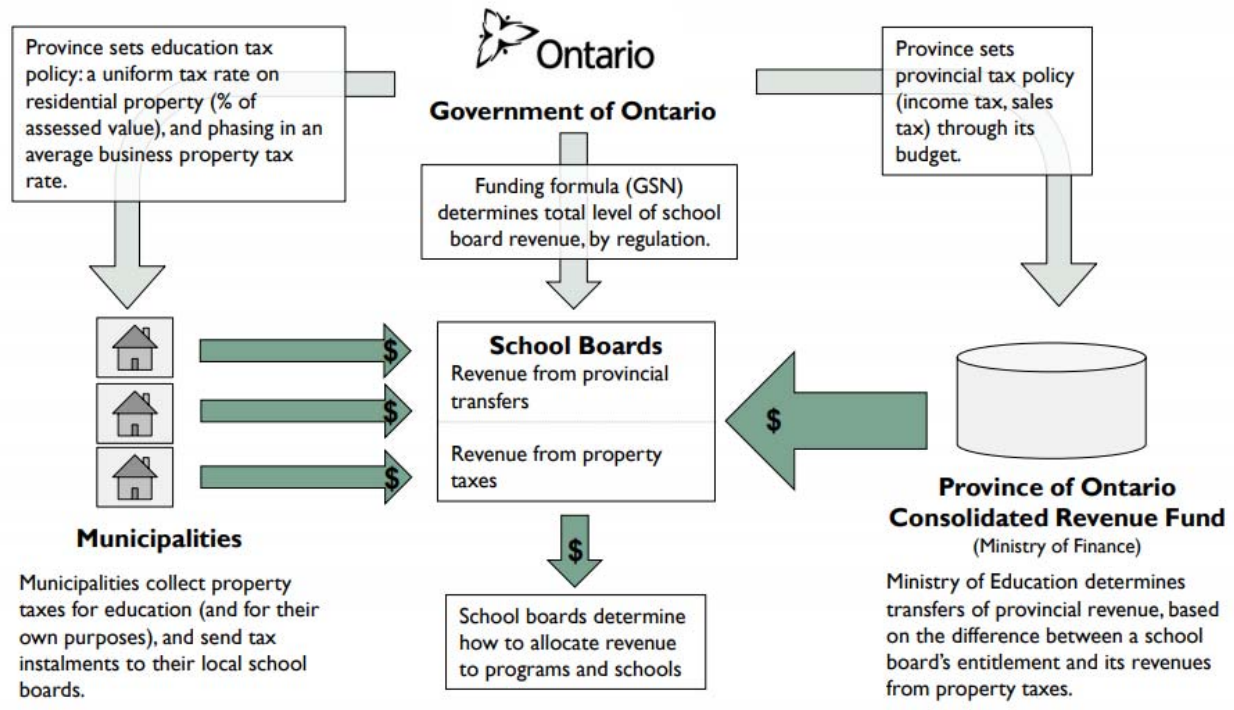 Province sets education tax
policy: a uniform tax rate on
residential property (% of
assessed value), and phasing in an
average business property tax
rate.
Ontario
Government of Ontario
Province sets
provincial tax policy
(income tax, sales
tax) through its
budget.
Funding formula (GSN)
determines total level of school
board revenue, by regulation.
$
$
$
School Boards
Revenue from provincial
transfers
Revenue from property
taxes
$
$
School boards determine
how to allocate revenue
to programs and schools
Municipalities
Municipalities collect property
taxes for education (and for their
own purposes), and send tax
instalments to their local school
boards.
Province of Ontario
Consolidated Revenue Fund
(Ministry of Finance)
Ministry of Education determines
transfers of provincial revenue, based
on the difference between a school
board's entitlement and its revenues
from property taxes.